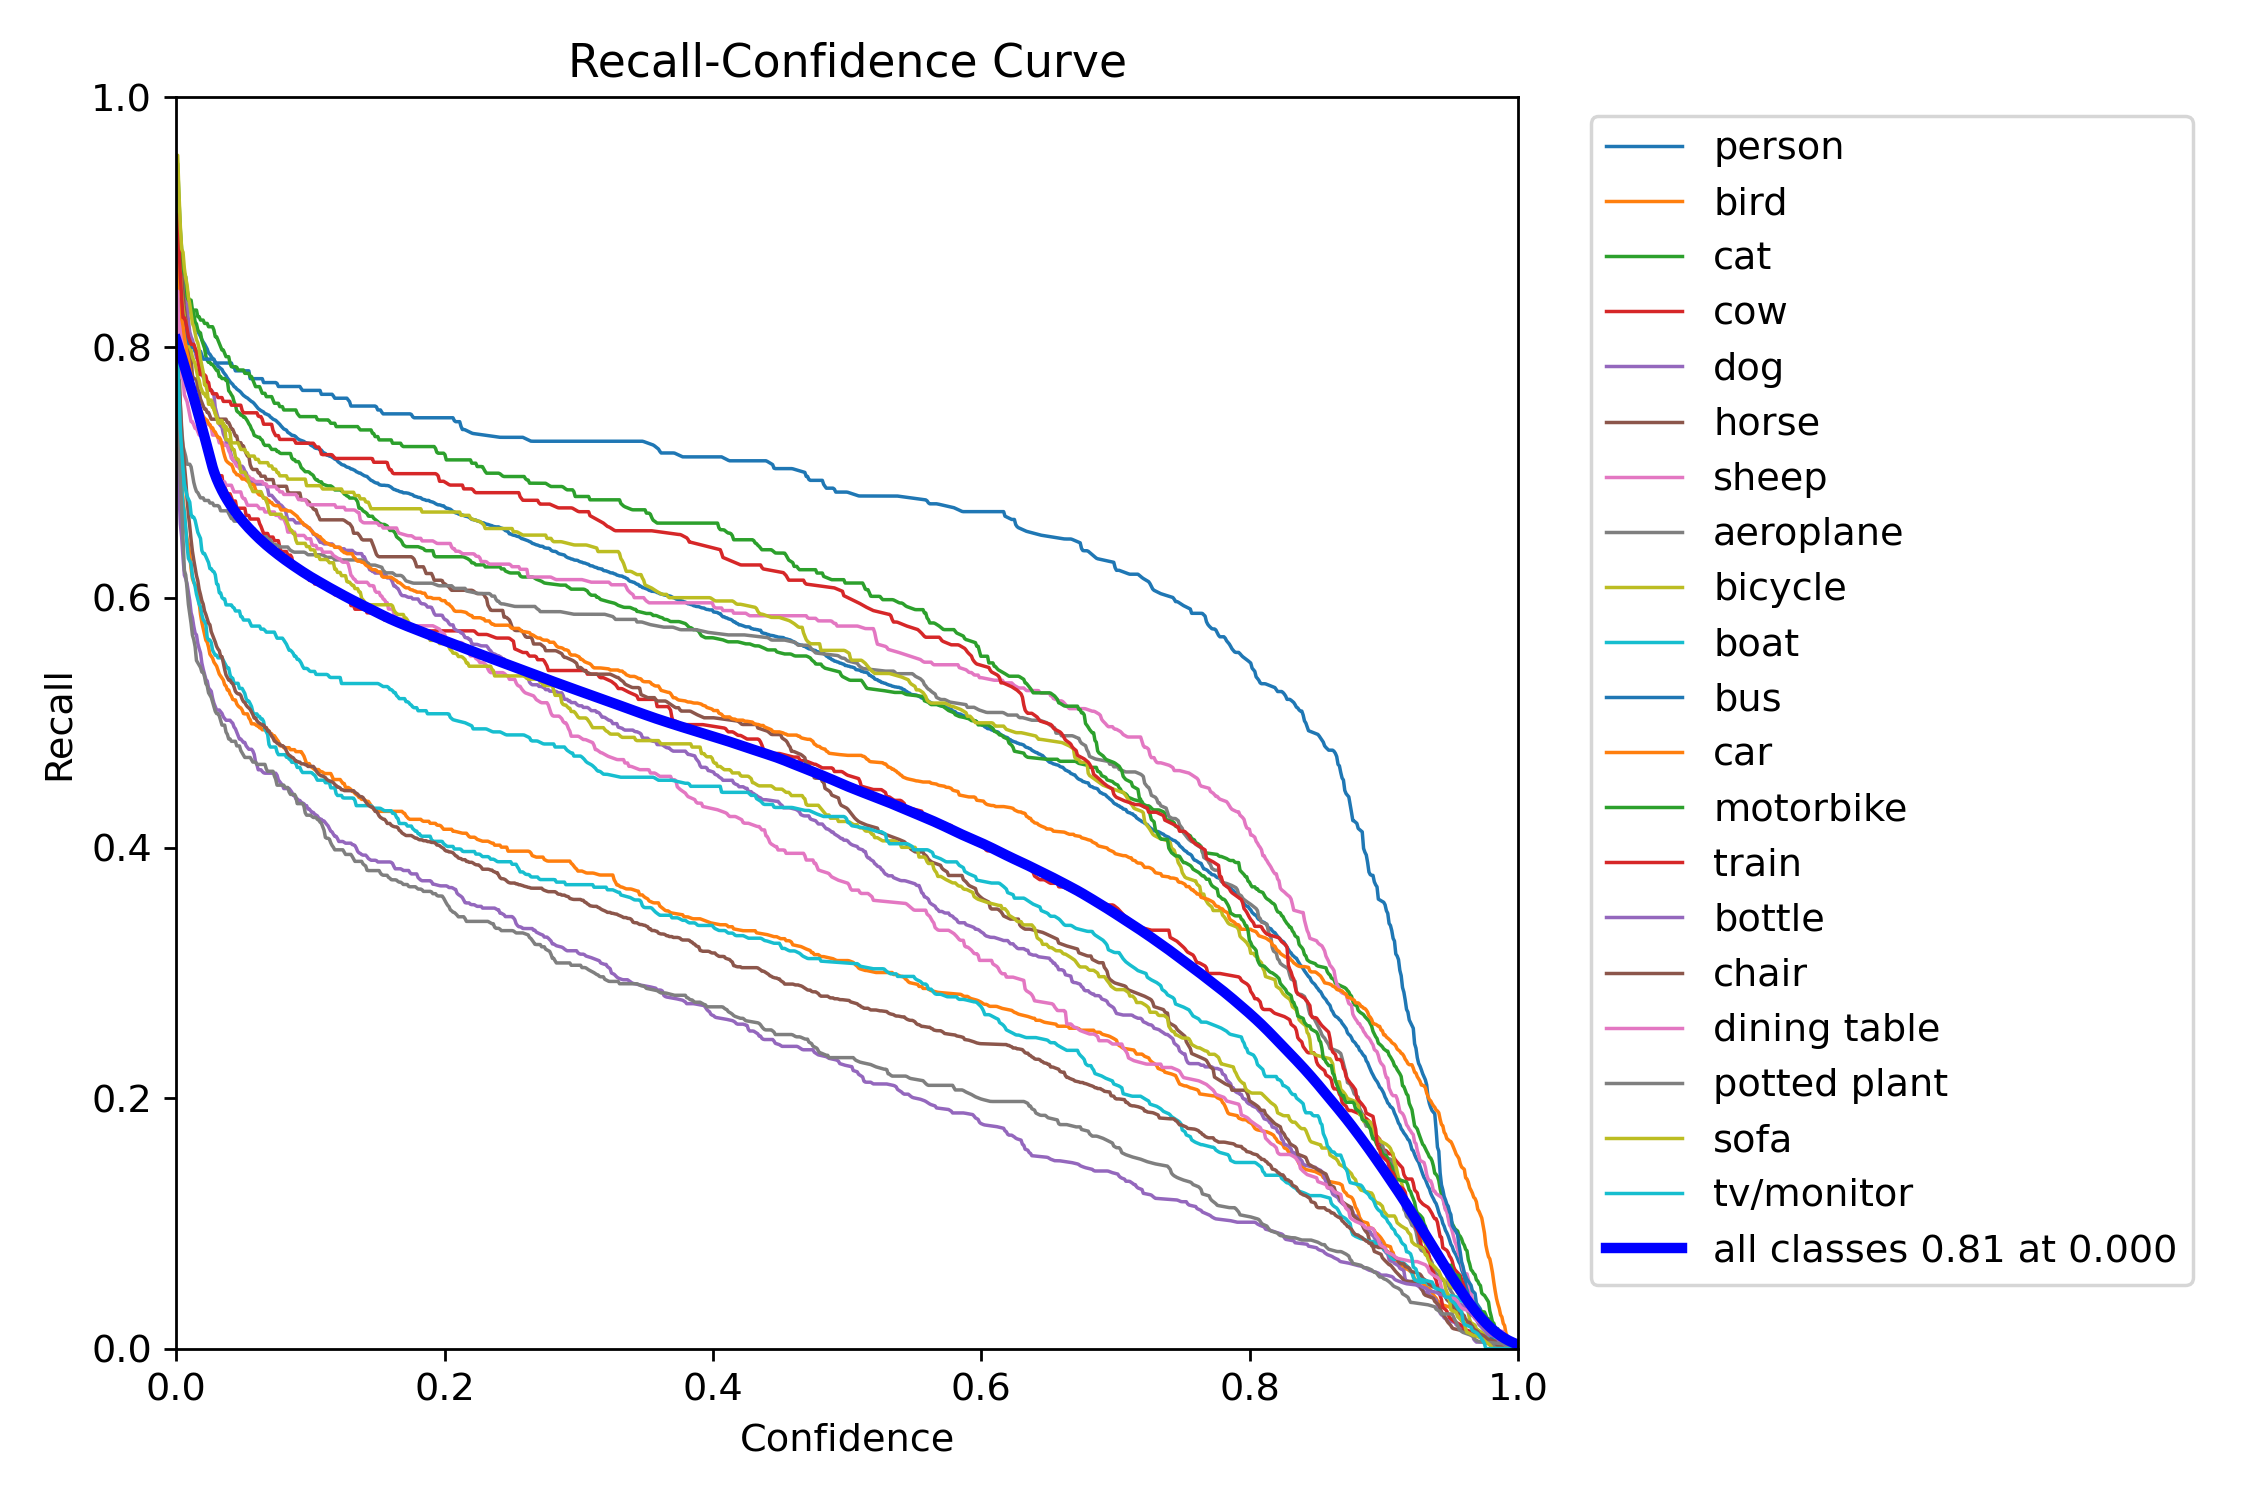 Recall-Confidence Curve
1.0
0.8
0.6
0.4
0.2
0.0
Recall
0.0 0.2 0.4 0.6 0.8 1.0
Confidence
person
bird
cat
cow
dog
horse
sheep
aeroplane
bicycle
boat
bus
car
motorbike
train
bottle
chair
dining table
potted plant
sofa
tv/monitor
all classes 0.81 at 0.000